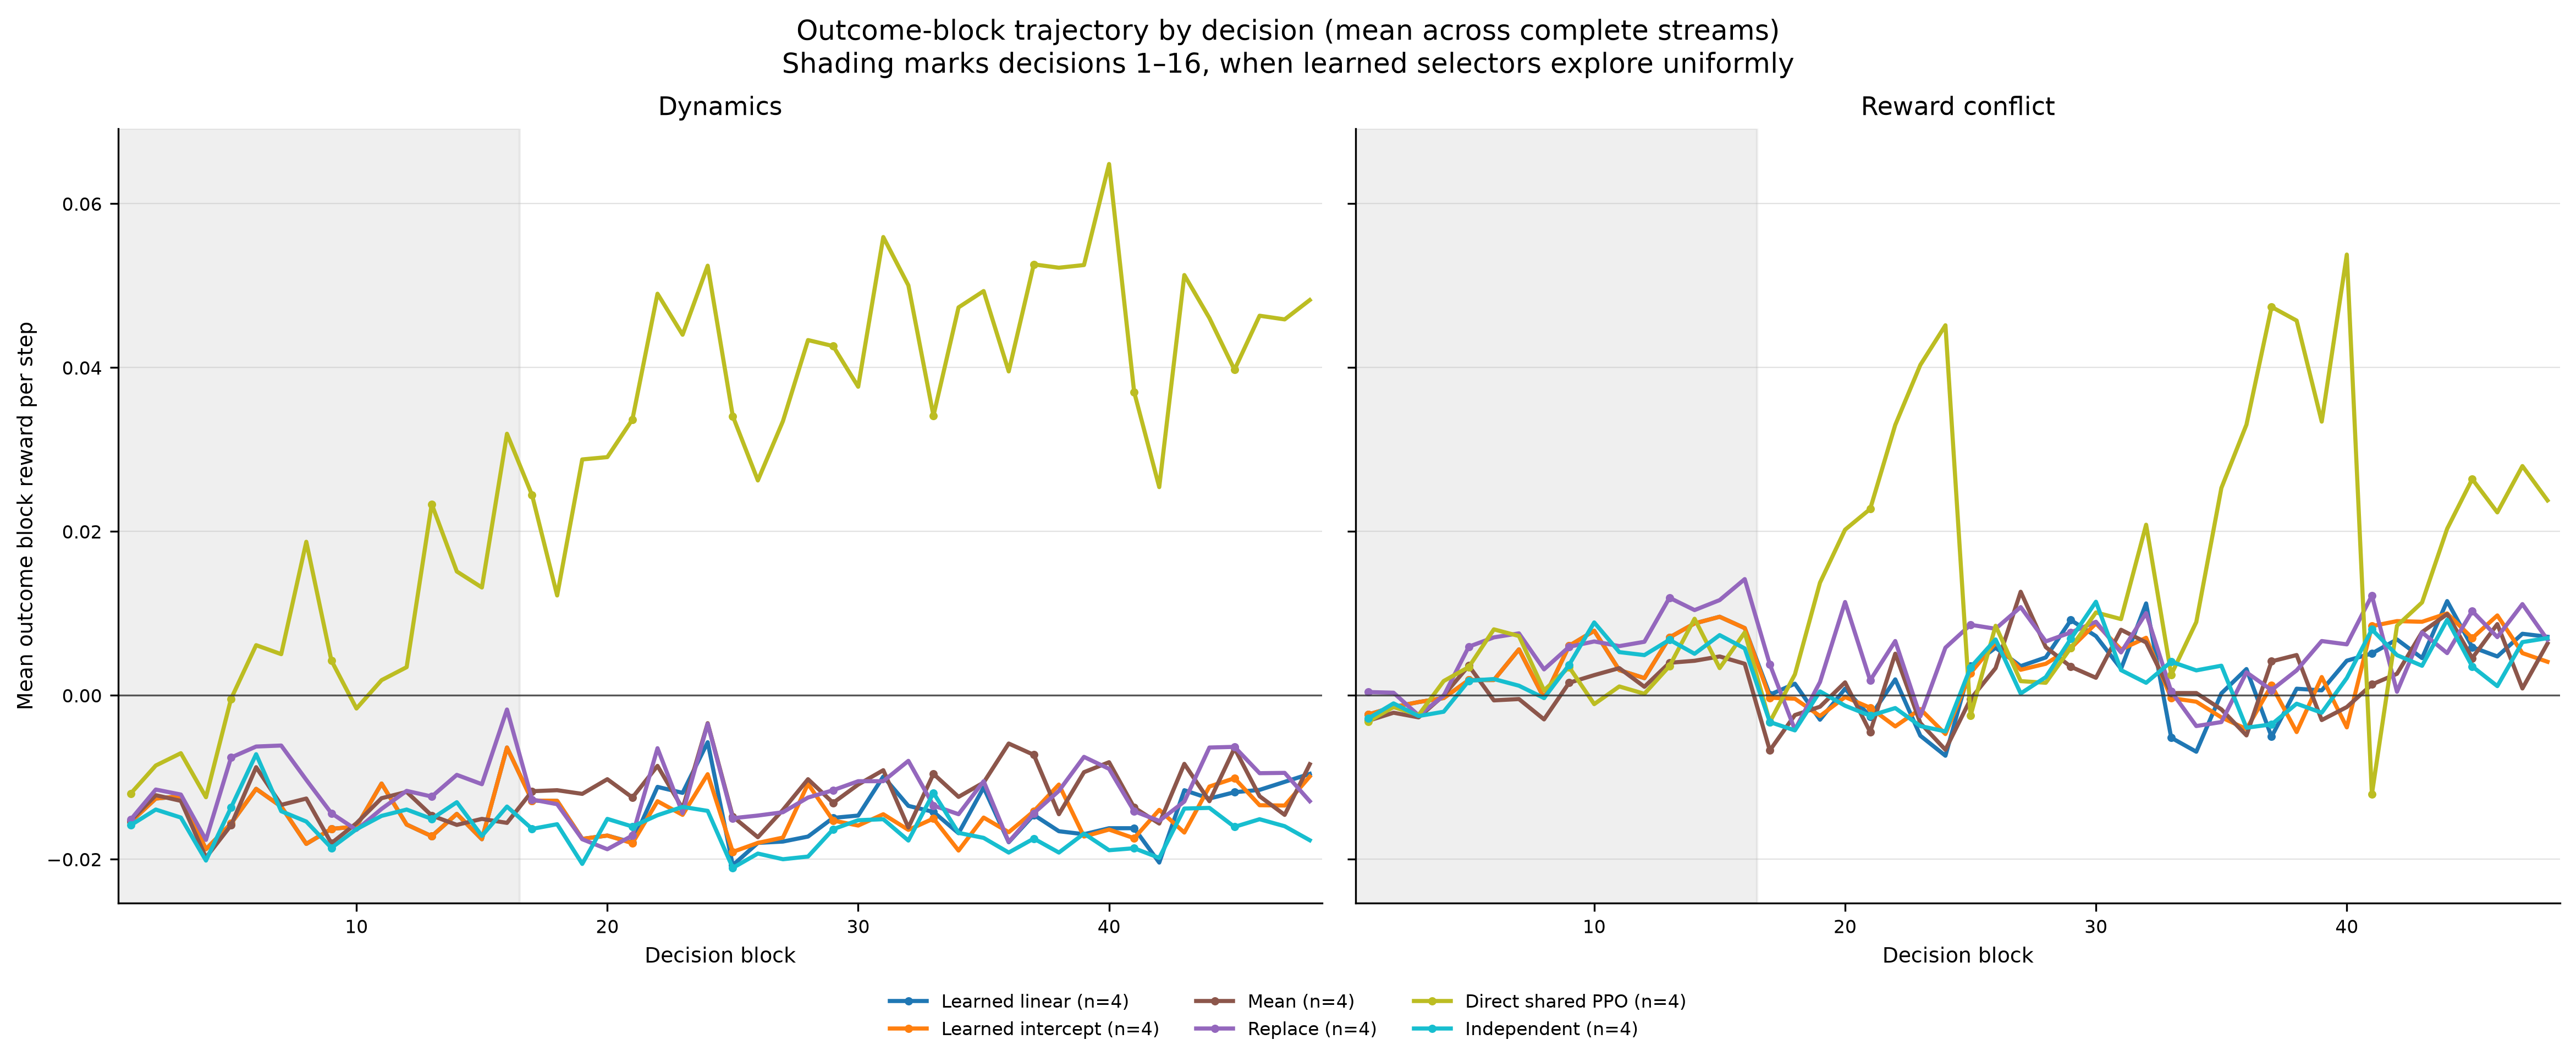 Outcome-block trajectory by decision (mean across complete streams)
Shading marks decisions 1–16, when learned selectors explore uniformly
Dynamics
Reward conflict
Mean outcome block reward per step
0.06
0.04
0.02
0.00
−0.02
10
20
30
40
10
20
30
40
Decision block
Decision block
Learned linear (n=4)
Mean (n=4)
Direct shared PPO (n=4)
Learned intercept (n=4)
Replace (n=4)
Independent (n=4)